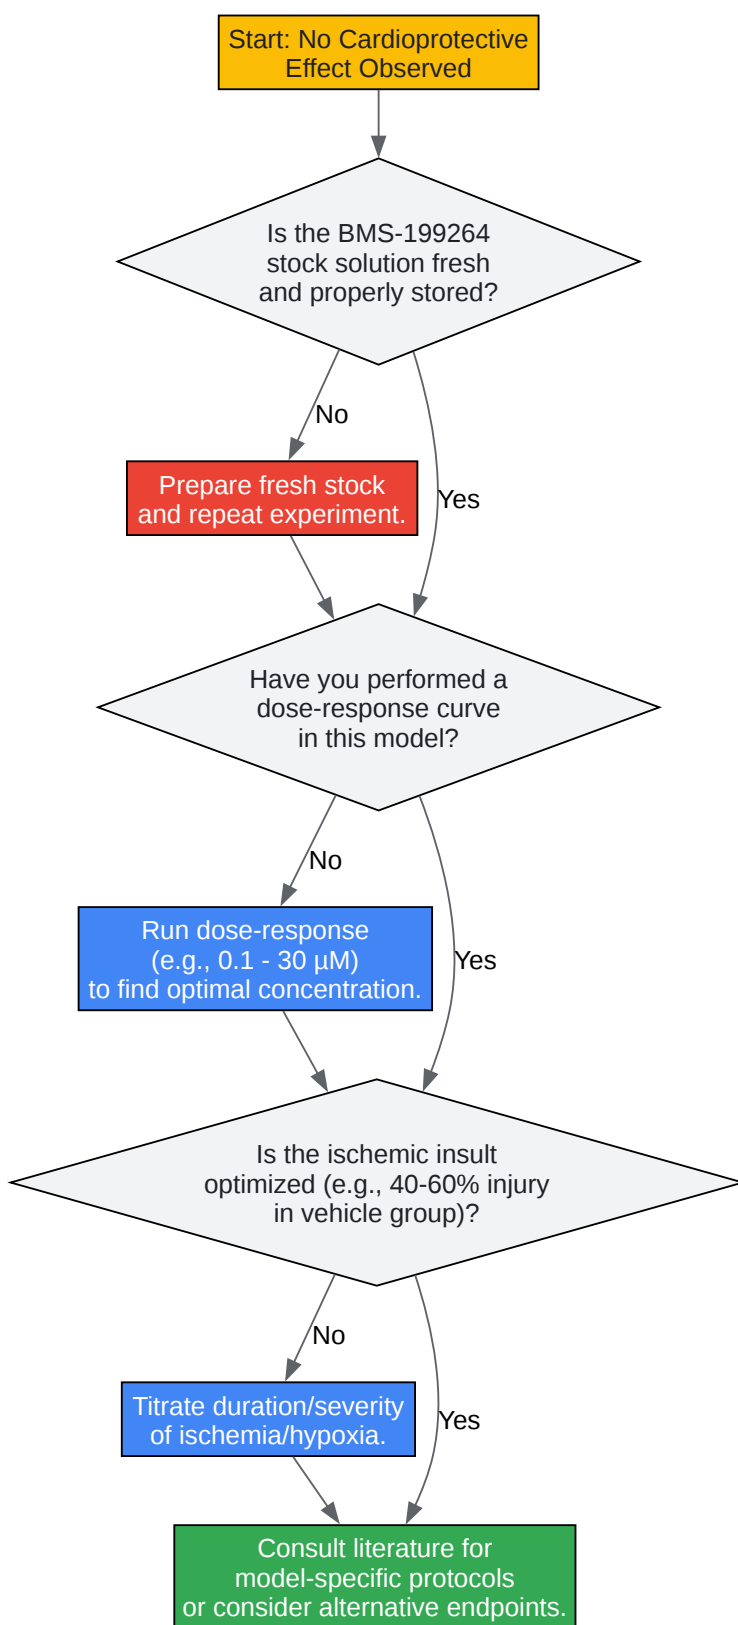 Start: No Cardioprotective
Effect Observed
Is the BMS-199264
stock solution fresh
and properly stored?
No
Prepare fresh stock
and repeat experiment.
Yes
Have you performed a
dose-response curve
in this model?
No
Run dose-response
(e.g., 0.1 - 30 µM)
to find optimal concentration.
Yes
Is the ischemic insult
optimized (e.g., 40-60% injury
in vehicle group)?
No
Titrate duration/severity
of ischemia/hypoxia.
Yes
Consult literature for
model-specific protocols
or consider alternative endpoints.